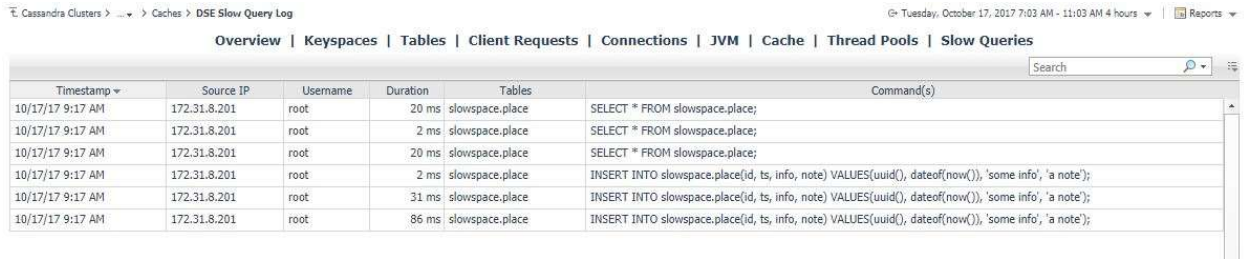 Cassandra Clusters > ... > Caches > DSE Slow Query Log Tuesday, October 17, 2017 7:03 AM - 11:03 AM 4 hours | Reports
Overview | Keyspaces | Tables | Client Requests | Connections | JVM | Cache | Thread Pools | Slow Queries
Search
Timestamp Source IP Username Duration Tables Command(s)
10/17/17 9:17 AM 172.31.8.201 root 20 ms slowspace.place SELECT * FROM slowspace.place;
10/17/17 9:17 AM 172.31.8.201 root 2 ms slowspace.place SELECT * FROM slowspace.place;
10/17/17 9:17 AM 172.31.8.201 root 20 ms slowspace.place SELECT * FROM slowspace.place;
10/17/17 9:17 AM 172.31.8.201 root 2 ms slowspace.place INSERT INTO slowspace.place(id, ts, info, note) VALUES(uuid(), dateof(now()), 'some info', 'a note');
10/17/17 9:17 AM 172.31.8.201 root 31 ms slowspace.place INSERT INTO slowspace.place(id, ts, info, note) VALUES(uuid(), dateof(now()), 'some info', 'a note');
10/17/17 9:17 AM 172.31.8.201 root 86 ms slowspace.place INSERT INTO slowspace.place(id, ts, info, note) VALUES(uuid(), dateof(now()), 'some info', 'a note');